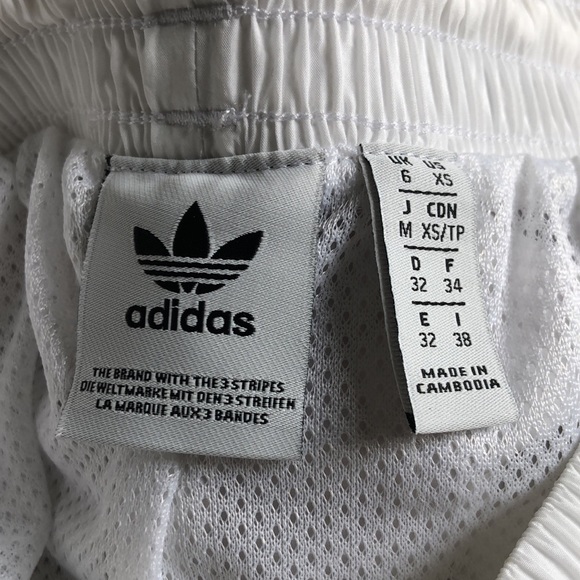 adidas
THE BRAND WITH THE 3 STRIPES
DIE WELTMARKE MIT DEN 3 STREIFEN
LA MARQUE AUX 3 BANDES
UK US
6 XS
J CDN
M XS/TP
D F
32 34
E I
32 38
MADE IN
CAMBODIA